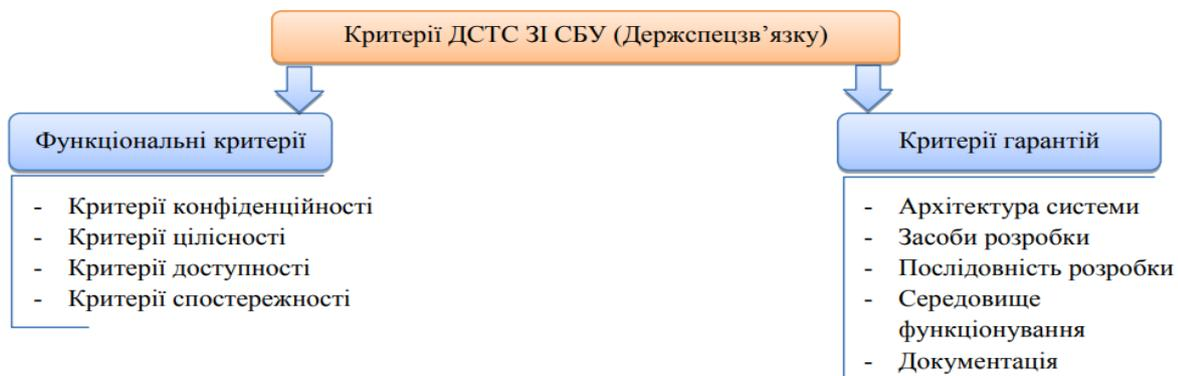 Критерії ДСТС ЗІ СБУ (Держспецзв’язку)
Функціональні критерії
- Критерії конфіденційності
- Критерії цілісності
- Критерії доступності
- Критерії спостережності
Критерії гарантій
- Архітектура системи
- Засоби розробки
- Послідовність розробки
- Середовище
функціонування
- Документація